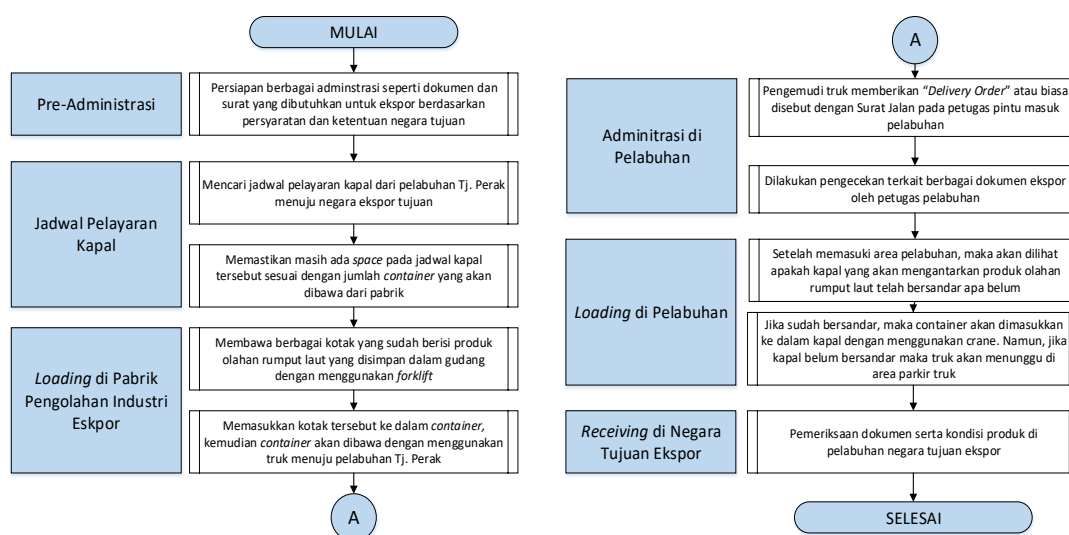 MULAI
Pre-Administrasi
Persiapan berbagai adminstrasi seperti dokumen dan
surat yang dibutuhkan untuk ekspor berdasarkan
persyaratan dan ketentuan negara tujuan
Jadwal Pelayaran
Kapal
Mencari jadwal pelayaran kapal dari pelabuhan Tj. Perak
menuju negara ekspor tujuan
Memastikan masih ada space pada jadwal kapal
tersebut sesuai dengan jumlah container yang akan
dibawa dari pabrik
Loading di Pabrik
Pengolahan Industri
Eskpor
Membawa berbagai kotak yang sudah berisi produk
olahan rumput laut yang disimpan dalam gudang
dengan menggunakan forklift
Memasukkan kotak tersebut ke dalam container,
kemudian container akan dibawa dengan menggunakan
truk menuju pelabuhan Tj. Perak
A
A
Adminitrasi di
Pelabuhan
Pengemudi truk memberikan “Delivery Order” atau biasa
disebut dengan Surat Jalan pada petugas pintu masuk
pelabuhan
Dilakukan pengecekan terkait berbagai dokumen ekspor
oleh petugas pelabuhan
Loading di Pelabuhan
Setelah memasuki area pelabuhan, maka akan dilihat
apakah kapal yang akan mengantarkan produk olahan
rumput laut telah bersandar apa belum
Jika sudah bersandar, maka container akan dimasukkan
ke dalam kapal dengan menggunakan crane. Namun, jika
kapal belum bersandar maka truk akan menunggu di
area parkir truk
Receiving di Negara
Tujuan Ekspor
Pemeriksaan dokumen serta kondisi produk di
pelabuhan negara tujuan ekspor
SELESAI